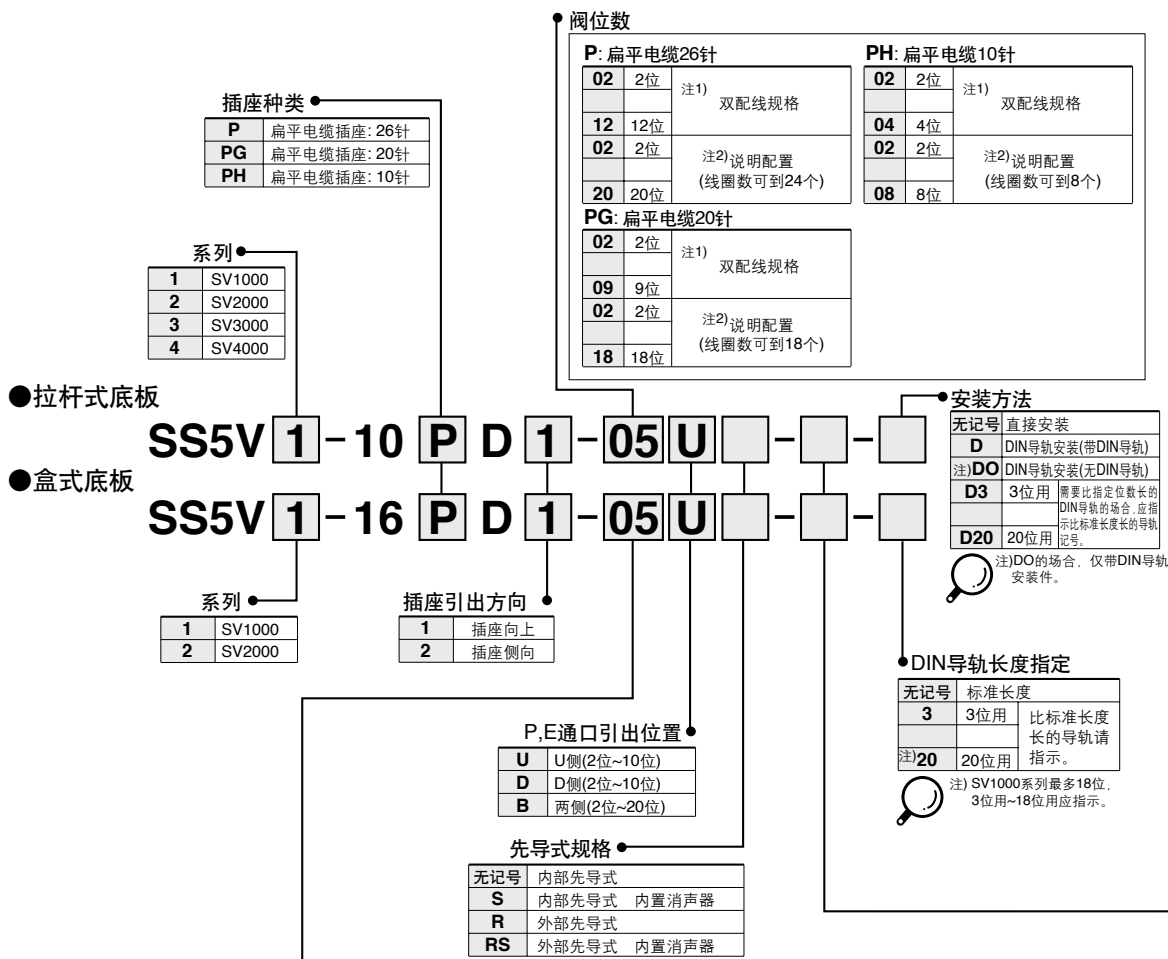 阀位数
P: 扁平电缆26针
02 2位 注1) 双配线规格
12 12位
02 2位 注2)说明配置 (线圈数可到24个)
20 20位
PH: 扁平电缆10针
02 2位 注1) 双配线规格
04 4位
02 2位 注2)说明配置 (线圈数可到8个)
08 8位
PG: 扁平电缆20针
02 2位 注1) 双配线规格
09 9位
02 2位 注2)说明配置 (线圈数可到18个)
18 18位
插座种类
P 扁平电缆插座: 26针
PG 扁平电缆插座: 20针
PH 扁平电缆插座: 10针
系列
1 SV1000
2 SV2000
3 SV3000
4 SV4000
●拉杆式底板
SS5V 1 - 10 P D 1 - 05 U - -
●盒式底板
SS5V 1 - 16 P D 1 - 05 U - -
安装方法
无记号 直接安装
D DIN导轨安装(带DIN导轨)
注)DO DIN导轨安装(无DIN导轨)
D3 3位用 需要比指定位数长的
DIN导轨的场合,应指
示比标准长度长的导轨
D20 20位用 记号。
注)DO的场合，仅带DIN导轨
安装件。
系列
1 SV1000
2 SV2000
插座引出方向
1 插座向上
2 插座侧向
DIN导轨长度指定
无记号 标准长度
3 3位用 比标准长度
长的导轨请
注)20 20位用 指示。
注) SV1000系列最多18位，
3位用~18位用应指示。
P,E通口引出位置
U U侧(2位~10位)
D D侧(2位~10位)
B 两侧(2位~20位)
先导式规格
无记号 内部先导式
S 内部先导式 内置消声器
R 外部先导式
RS 外部先导式 内置消声器